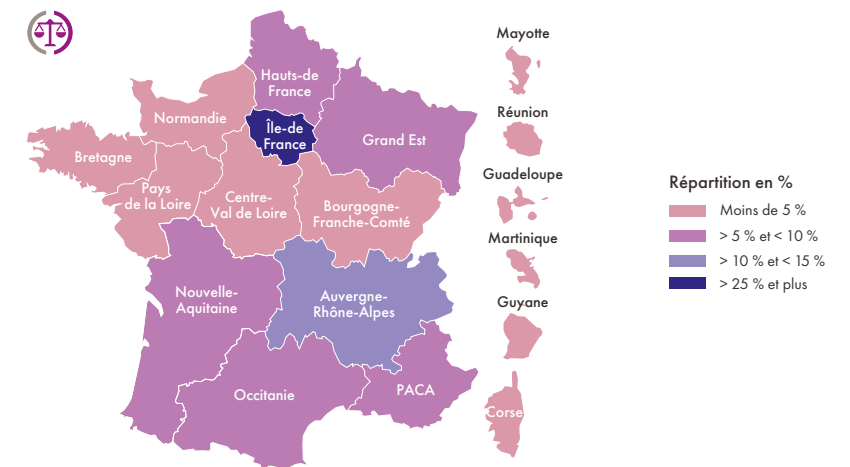 Hauts-de
France
Normandie
Île-de
France
Grand Est
Bretagne
Pays
de la Loire
Centre-
Val de Loire
Bourgogne-
Franche-Comté
Nouvelle-
Aquitaine
Auvergne-
Rhône-Alpes
Occitanie
PACA
Mayotte
Réunion
Guadeloupe
Martinique
Guyane
Corse
Répartition en %
Moins de 5 %
> 5 % et < 10 %
> 10 % et < 15 %
> 25 % et plus